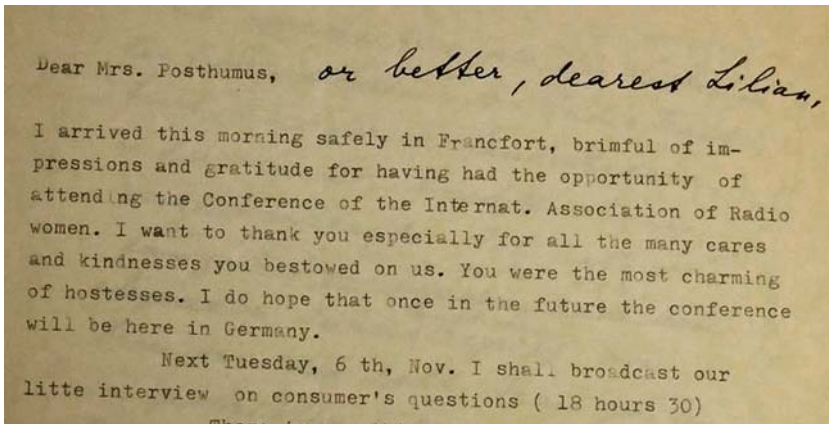 Dear Mrs. Posthumus, or better, dearest Lilian,
I arrived this morning safely in Francfort, brimful of im-
pressions and gratitude for having had the opportunity of
attending the Conference of the Internat. Association of Radio
women. I want to thank you especially for all the many cares
and kindnesses you bestowed on us. You were the most charming
of hostesses. I do hope that once in the future the conference
will be here in Germany.
Next Tuesday, 6 th, Nov. I shall broadcast our
litte interview on consumer's questions ( 18 hours 30)